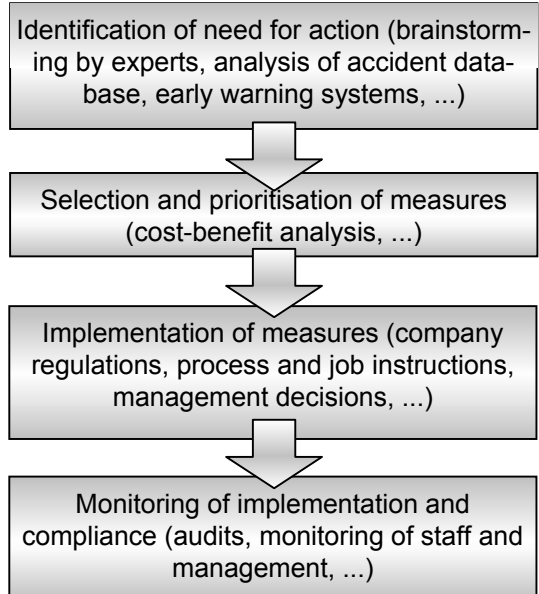 Identification of need for action (brainstorm-
ing by experts, analysis of accident data-
base, early warning systems, ...)
Selection and prioritisation of measures
(cost-benefit analysis, ...)
Implementation of measures (company
regulations, process and job instructions,
management decisions, ...)
Monitoring of implementation and
compliance (audits, monitoring of staff and
management, ...)